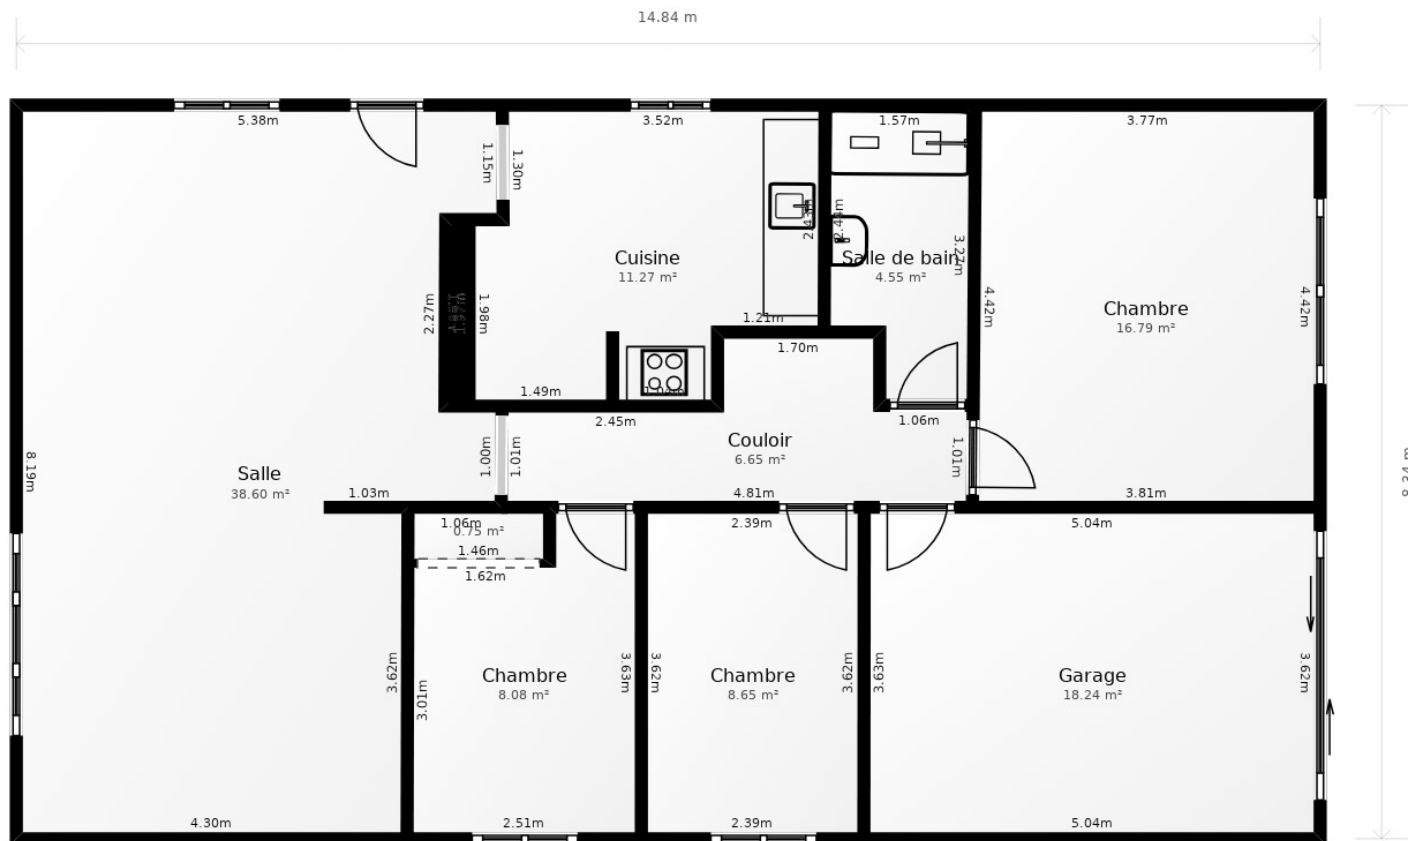 14.84 m
5.38m
3.52m
1.57m
3.77m
1.15m
1.30m
Cuisine
11.27 m²
Salle de bain
4.55 m²
3.27m
4.42m
Chambre
16.79 m²
4.42m
2.27m
1.98m
1.21m
1.70m
1.49m
2.45m
1.06m
Couloir
6.65 m²
1.00m
1.01m
1.01m
Salle
38.60 m²
8.19m
1.03m
4.81m
3.81m
1.06m
0.75 m²
1.46m
1.62m
2.39m
5.04m
3.62m
3.01m
Chambre
8.08 m²
3.63m
3.62m
Chambre
8.65 m²
3.62m
3.63m
Garage
18.24 m²
3.62m
4.30m
2.51m
2.39m
5.04m